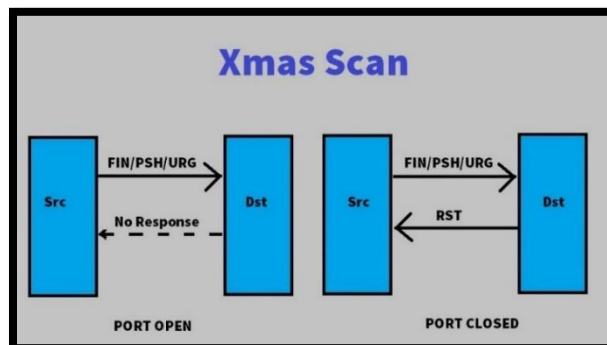 Xmas Scan
FIN/PSH/URG
Src
Dst
No Response
PORT OPEN
FIN/PSH/URG
Src
Dst
RST
PORT CLOSED